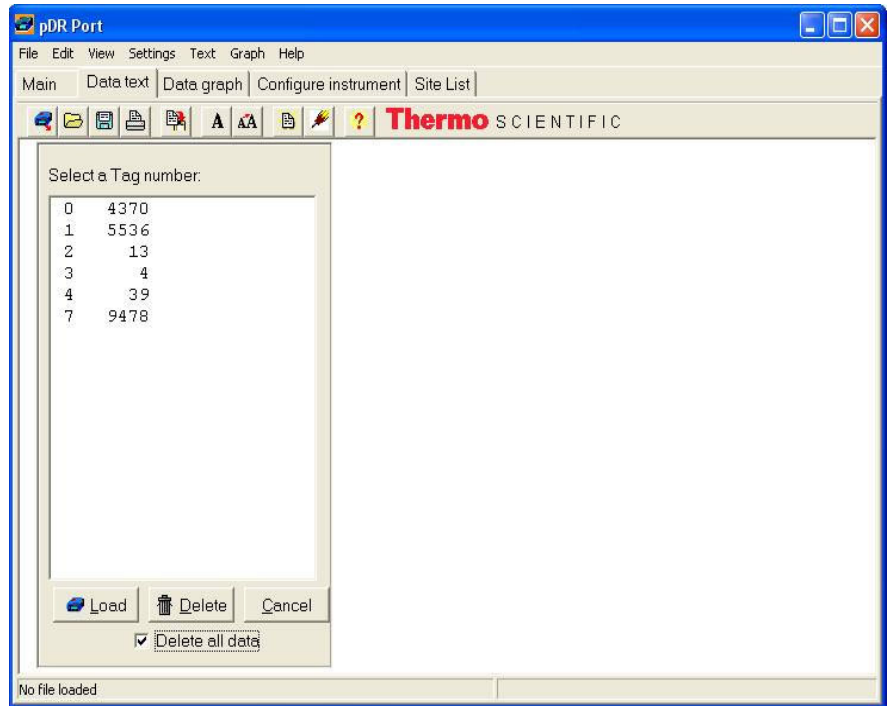 pDR Port
File Edit View Settings Text Graph Help
Main Data text Data graph Configure instrument Site List
A AA ? Thermo SCIENTIFIC
Select a Tag number:
0 4370
1 5536
2 13
3 4
4 39
7 9478
Load Delete Cancel
Delete all data
No file loaded